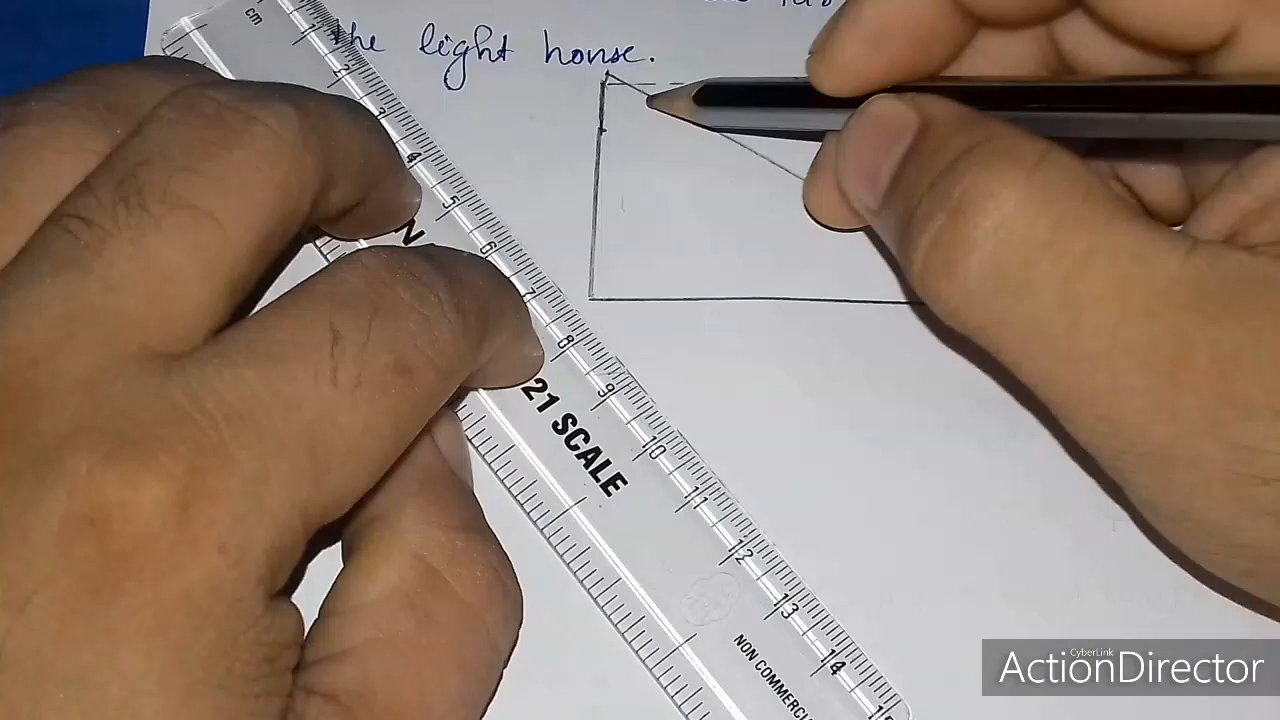 the light house.
cm
1 2 3 4 5 6 7 8 9 10 11 12 13 14 15
N
21 SCALE
NON COMMERCI
CyberLink
ActionDirector